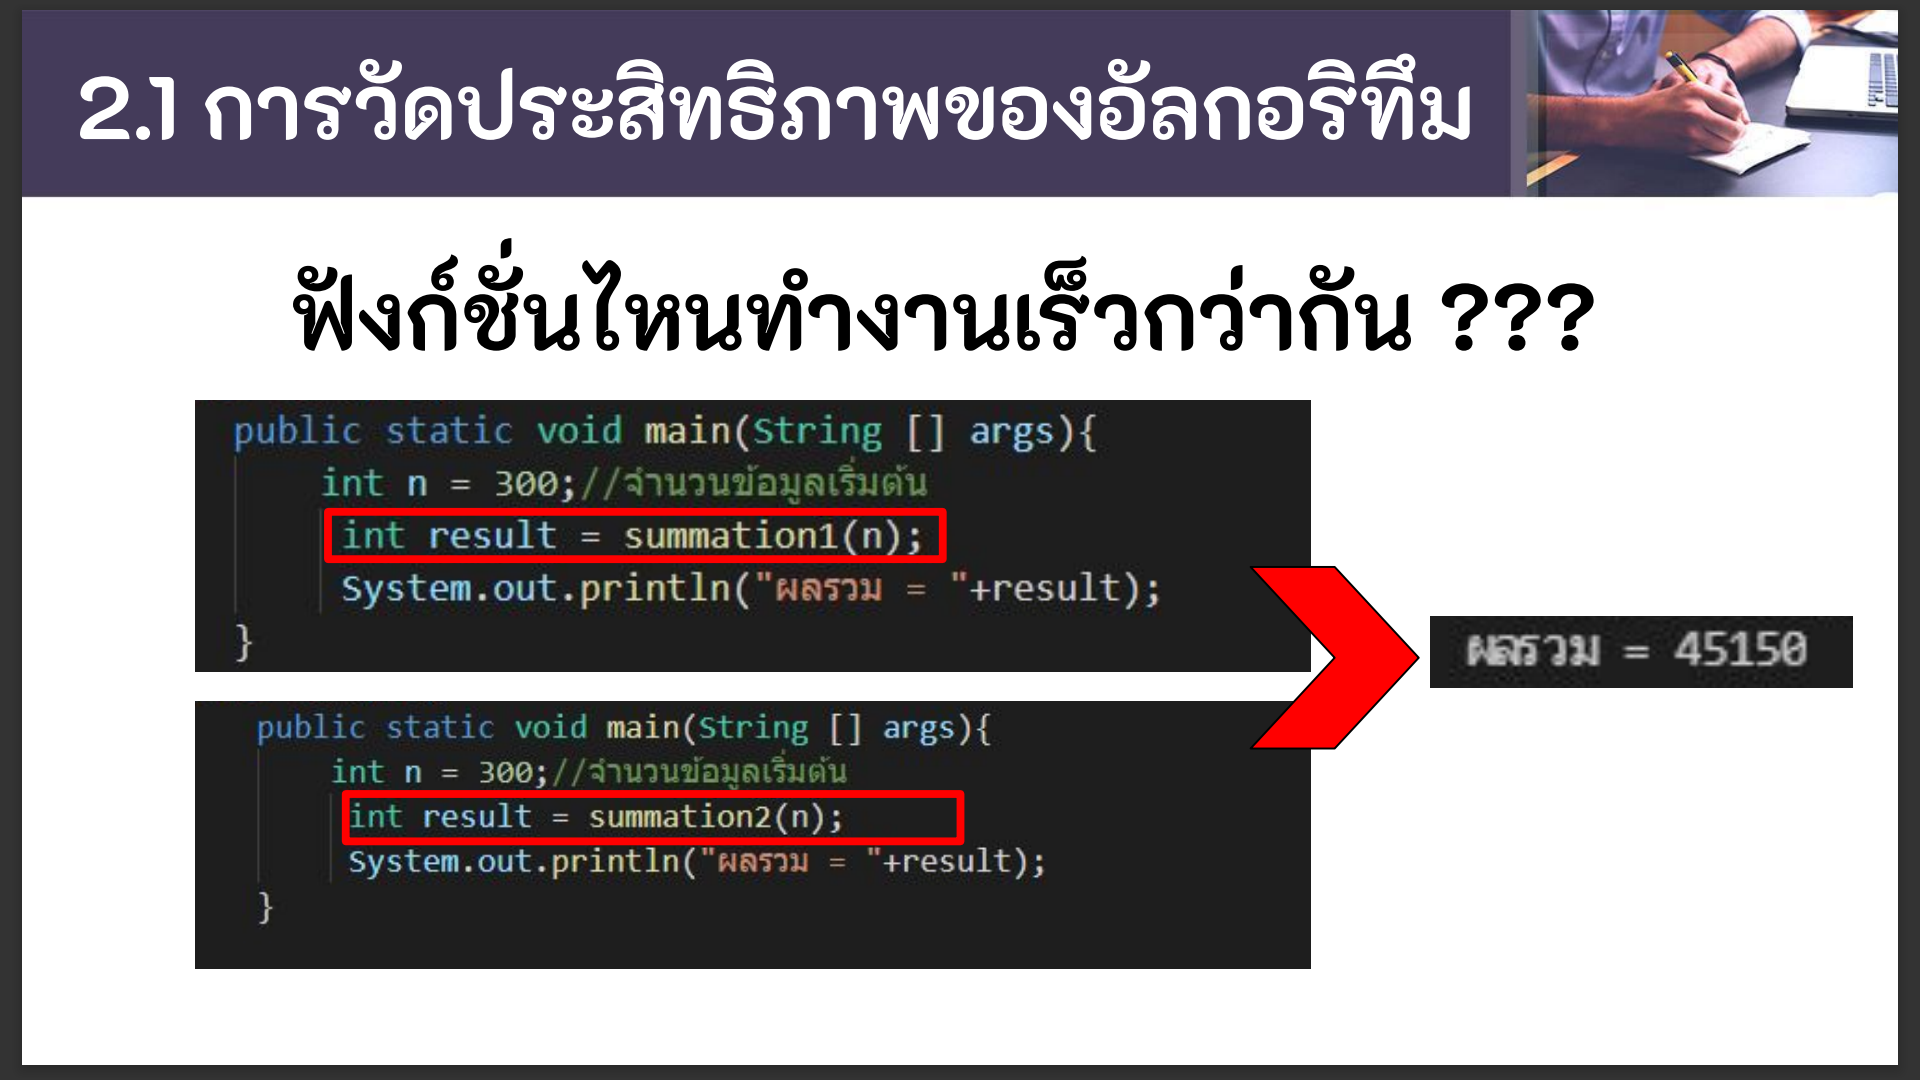 2.1 การวัดประสิทธิภาพของอัลกอริทึม
ฟังก์ชั่นไหนทำงานเร็วกว่ากัน ???
public static void main(String [] args){
int n = 300;//จำนวนข้อมูลเริ่มต้น
int result = summation1(n);
System.out.println("ผลรวม = "+result);
}
ผลรวม = 45150
public static void main(String [] args){
int n = 300;//จำนวนข้อมูลเริ่มต้น
int result = summation2(n);
System.out.println("ผลรวม = "+result);
}